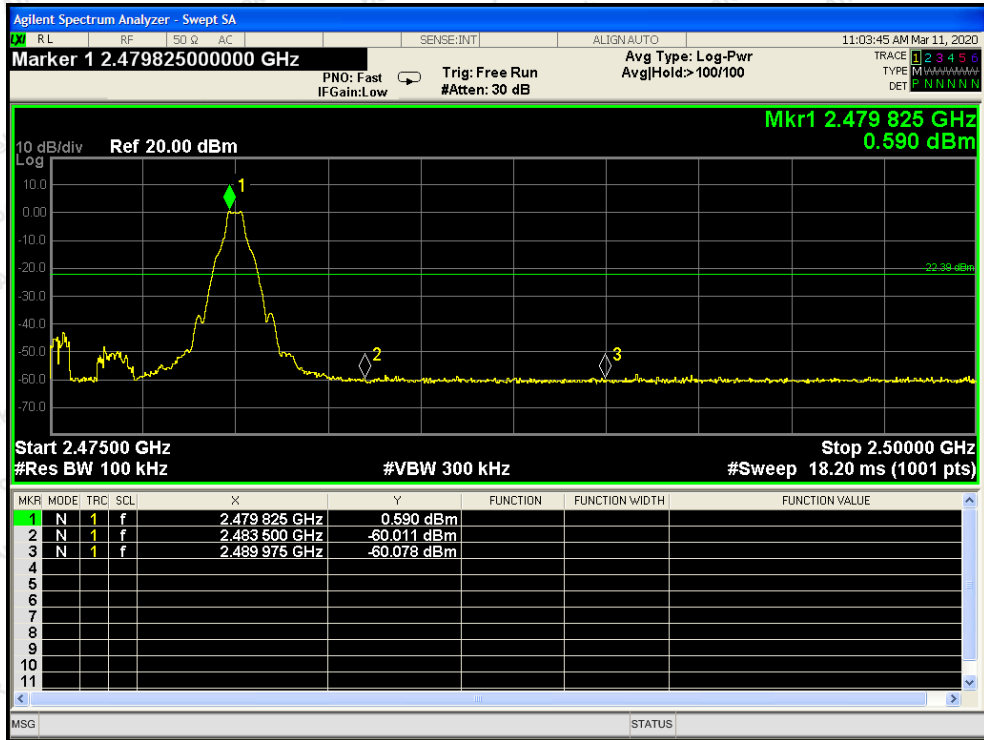 Agilent Spectrum Analyzer - Swept SA
LXI RL RF 50 Ω AC SENSE:INT ALIGN AUTO 11:03:45 AM Mar 11, 2020
Marker 1 2.479825000000 GHz
PNO: Fast IFGain:Low
Trig: Free Run
#Atten: 30 dB
Avg Type: Log-Pwr
Avg|Hold:>100/100
TRACE 1 2 3 4 5 6
TYPE M WWWWW
DET P N N N N N
Mkr1 2.479 825 GHz
0.590 dBm
10 dB/div Ref 20.00 dBm
Log
10.0
0.00
-10.0
-20.0
-30.0
-40.0
-50.0
-60.0
-70.0
1
-22.39 dBm
2
3
Start 2.47500 GHz Stop 2.50000 GHz
#Res BW 100 kHz #VBW 300 kHz #Sweep 18.20 ms (1001 pts)
MKR MODE TRC SCL X Y FUNCTION FUNCTION WIDTH FUNCTION VALUE
1 N 1 f 2.479 825 GHz 0.590 dBm
2 N 1 f 2.483 500 GHz -60.011 dBm
3 N 1 f 2.489 975 GHz -60.078 dBm
4
5
6
7
8
9
10
11
MSG STATUS